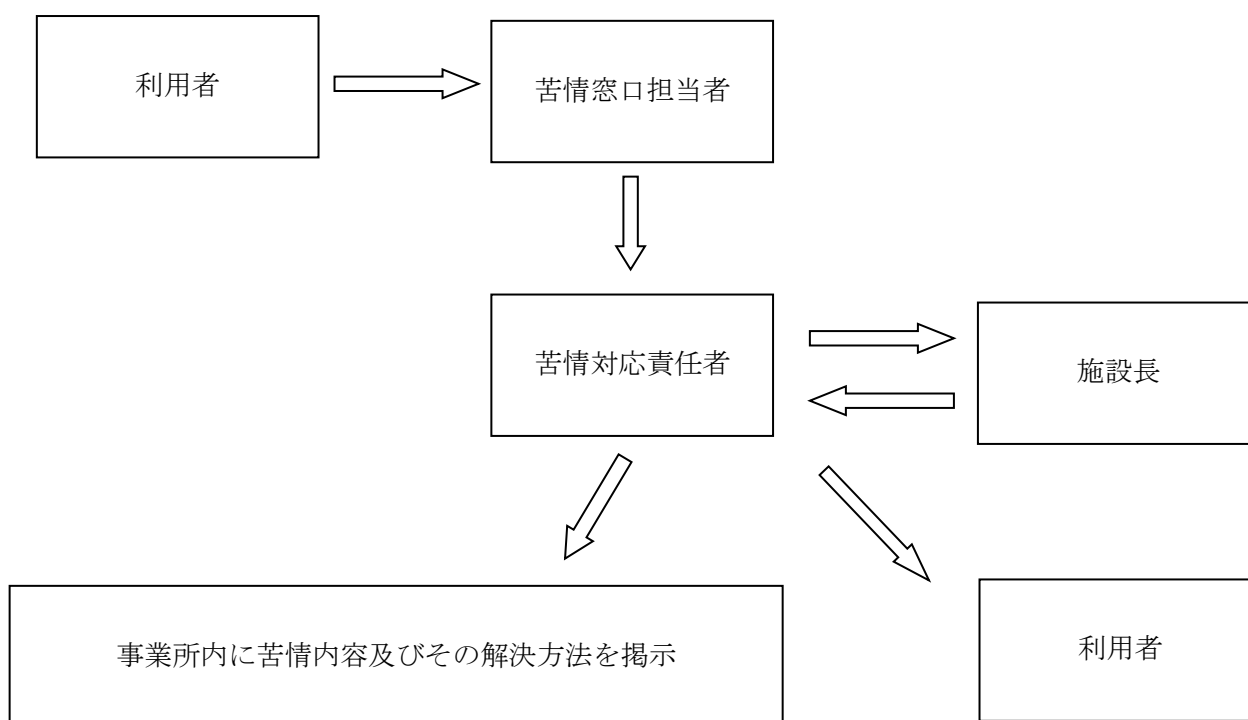 利用者
苦情窓口担当者
苦情対応責任者
施設長
事業所内に苦情内容及びその解決方法を掲示
利用者